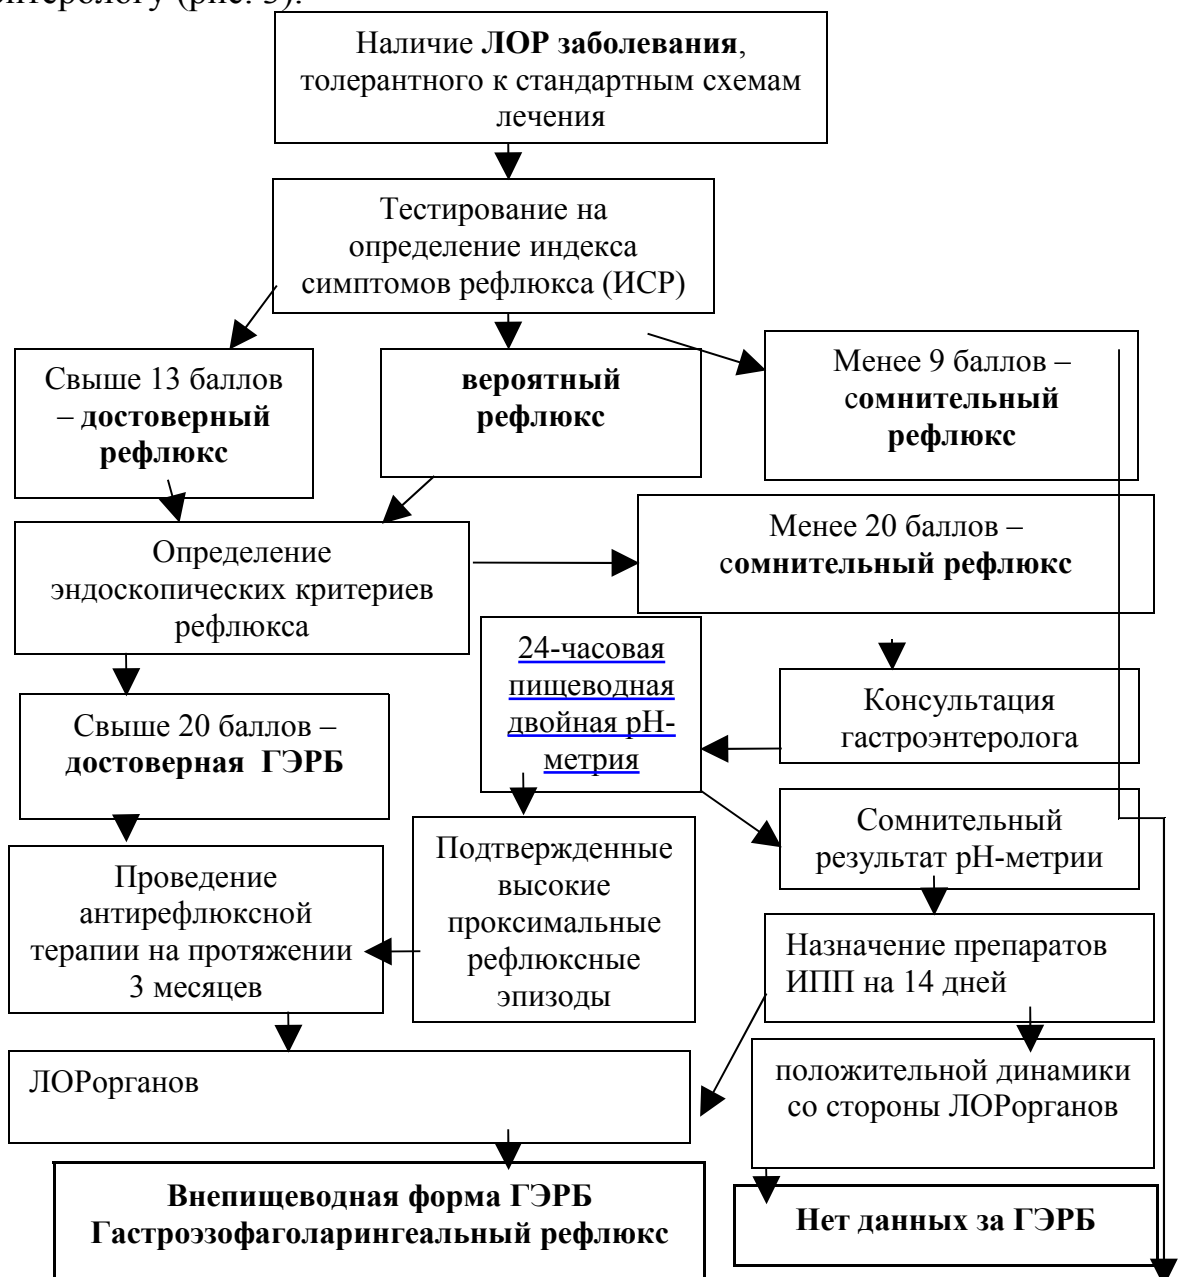 Наличие ЛОР заболевания,
толерантного к стандартным схемам
лечения
Тестирование на
определение индекса
симптомов рефлюкса (ИСР)
Свыше 13 баллов
– достоверный
рефлюкс
вероятный
рефлюкс
Менее 9 баллов –
сомнительный
рефлюкс
Определение
эндоскопических критериев
рефлюкса
Менее 20 баллов –
сомнительный рефлюкс
24-часовая
пищеводная
двойная рН-
метрия
Консультация
гастроэнтеролога
Свыше 20 баллов –
достоверная ГЭРБ
Сомнительный
результат рН-метрии
Подтвержденные
высокие
проксимальные
рефлюксные
эпизоды
Проведение
антирефлюксной
терапии на протяжении
3 месяцев
Назначение препаратов
ИПП на 14 дней
ЛОРорганов
положительной динамики
со стороны ЛОРорганов
Внепищеводная форма ГЭРБ
Гастроэзофаголарингеальный рефлюкс
Нет данных за ГЭРБ